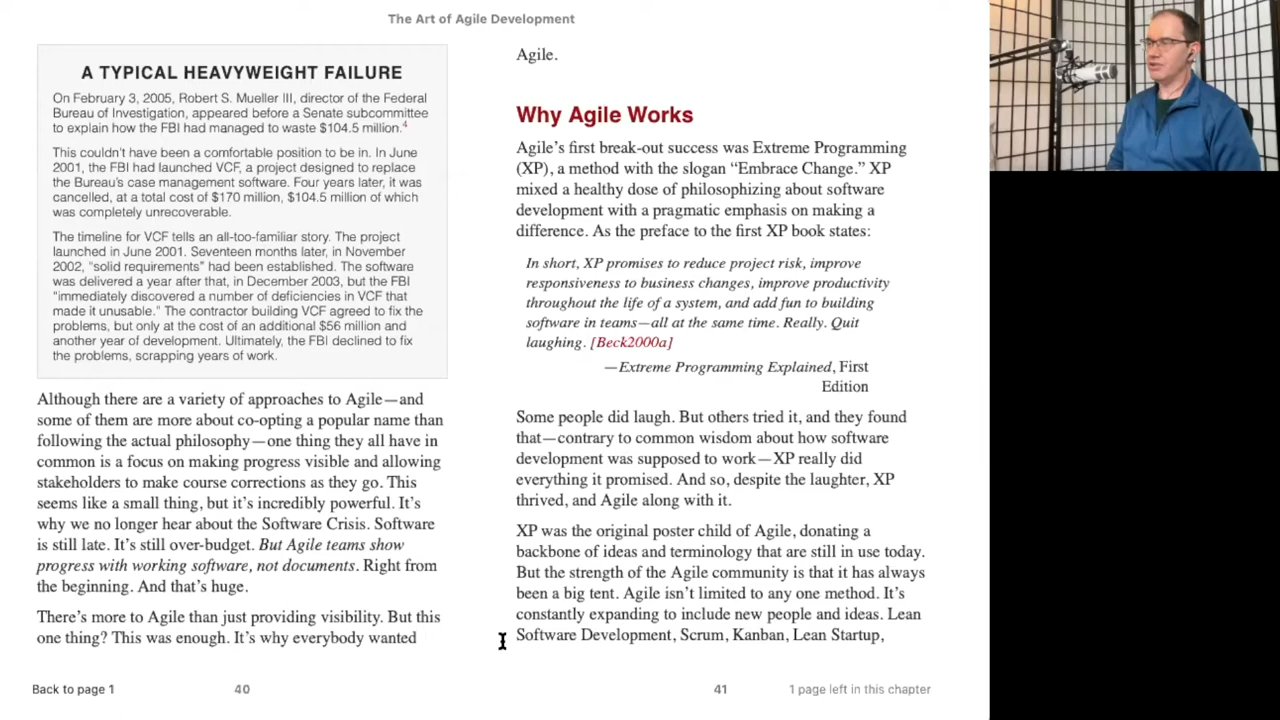 The Art of Agile Development
A TYPICAL HEAVYWEIGHT FAILURE
On February 3, 2005, Robert S. Mueller III, director of the Federal
Bureau of Investigation, appeared before a Senate subcommittee
to explain how the FBI had managed to waste $104.5 million.4
This couldn't have been a comfortable position to be in. In June
2001, the FBI had launched VCF, a project designed to replace
the Bureau's case management software. Four years later, it was
cancelled, at a total cost of $170 million, $104.5 million of which
was completely unrecoverable.
The timeline for VCF tells an all-too-familiar story. The project
launched in June 2001. Seventeen months later, in November
2002, “solid requirements” had been established. The software
was delivered a year after that, in December 2003, but the FBI
“immediately discovered a number of deficiencies in VCF that
made it unusable.” The contractor building VCF agreed to fix the
problems, but only at the cost of an additional $56 million and
another year of development. Ultimately, the FBI declined to fix
the problems, scrapping years of work.
Although there are a variety of approaches to Agile—and
some of them are more about co-opting a popular name than
following the actual philosophy—one thing they all have in
common is a focus on making progress visible and allowing
stakeholders to make course corrections as they go. This
seems like a small thing, but it's incredibly powerful. It's
why we no longer hear about the Software Crisis. Software
is still late. It's still over-budget. But Agile teams show
progress with working software, not documents. Right from
the beginning. And that's huge.
There's more to Agile than just providing visibility. But this
one thing? This was enough. It's why everybody wanted
Agile.
Why Agile Works
Agile's first break-out success was Extreme Programming
(XP), a method with the slogan “Embrace Change.” XP
mixed a healthy dose of philosophizing about software
development with a pragmatic emphasis on making a
difference. As the preface to the first XP book states:
In short, XP promises to reduce project risk, improve
responsiveness to business changes, improve productivity
throughout the life of a system, and add fun to building
software in teams—all at the same time. Really. Quit
laughing. [Beck2000a]
—Extreme Programming Explained, First
Edition
Some people did laugh. But others tried it, and they found
that—contrary to common wisdom about how software
development was supposed to work—XP really did
everything it promised. And so, despite the laughter, XP
thrived, and Agile along with it.
XP was the original poster child of Agile, donating a
backbone of ideas and terminology that are still in use today.
But the strength of the Agile community is that it has always
been a big tent. Agile isn't limited to any one method. It's
constantly expanding to include new people and ideas. Lean
Software Development, Scrum, Kanban, Lean Startup,
Back to page 1
40
41
1 page left in this chapter